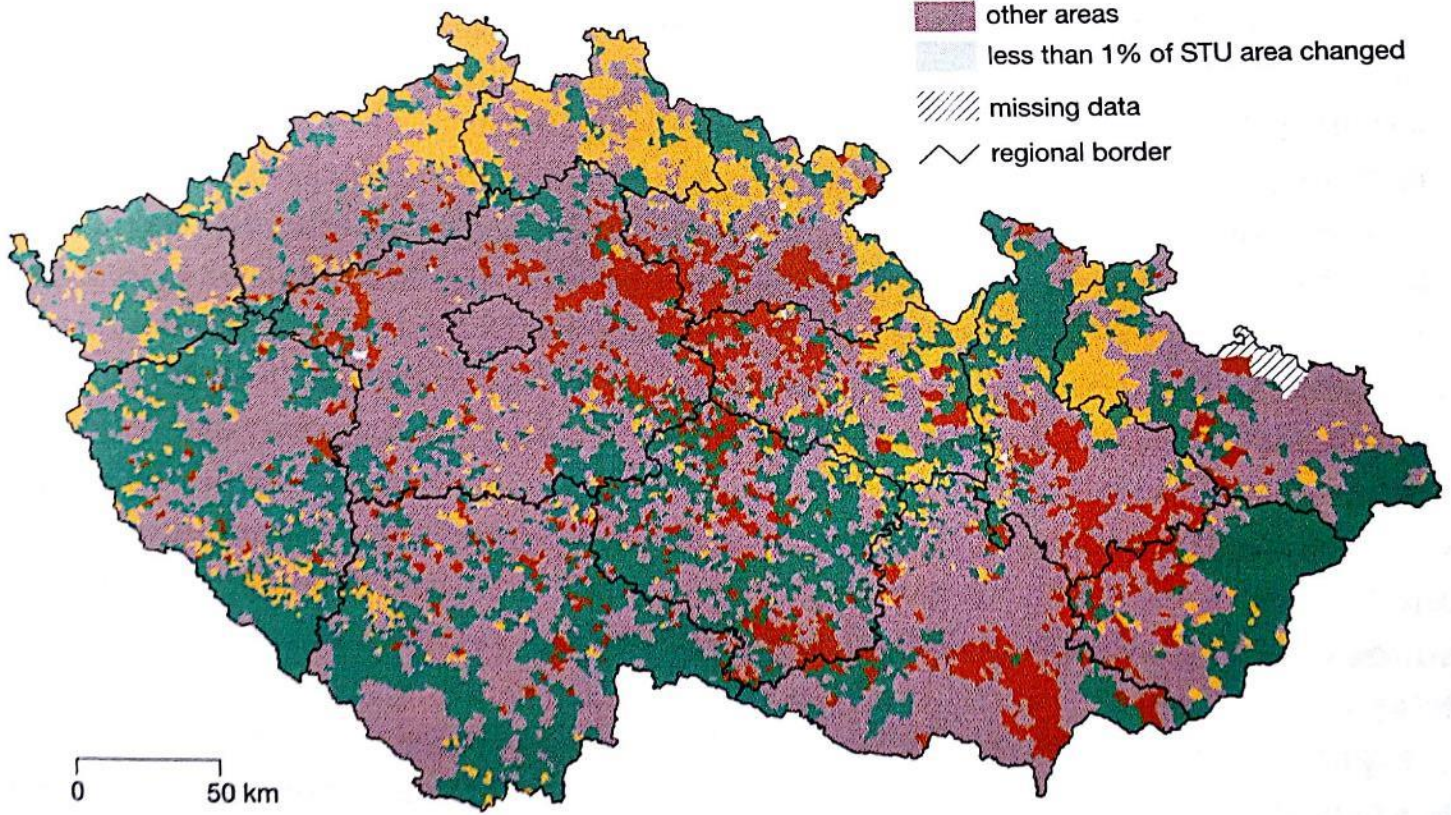 other areas
less than 1% of STU area changed
missing data
regional border
0 50 km